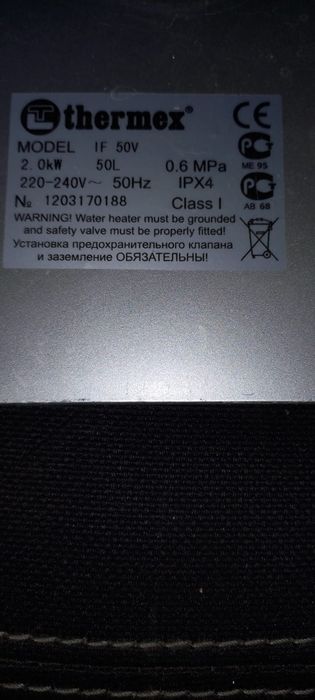 thermex®
CE
MODEL IF 50V
2.0kW 50L 0.6 MPa
ME 95
220-240V~ 50Hz IPX4
№ 1203170188 Class I
АВ 68
WARNING! Water heater must be grounded
and safety valve must be properly fitted!
Установка предохранительного клапана
и заземление ОБЯЗАТЕЛЬНЫ!